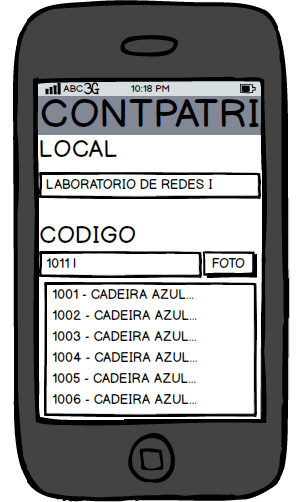 ABC 3G 10:18 PM
CONTPATRI
LOCAL
LABORATORIO DE REDES I
CODIGO
1011 |
FOTO
1001 - CADEIRA AZUL...
1002 - CADEIRA AZUL...
1003 - CADEIRA AZUL...
1004 - CADEIRA AZUL...
1005 - CADEIRA AZUL...
1006 - CADEIRA AZUL...